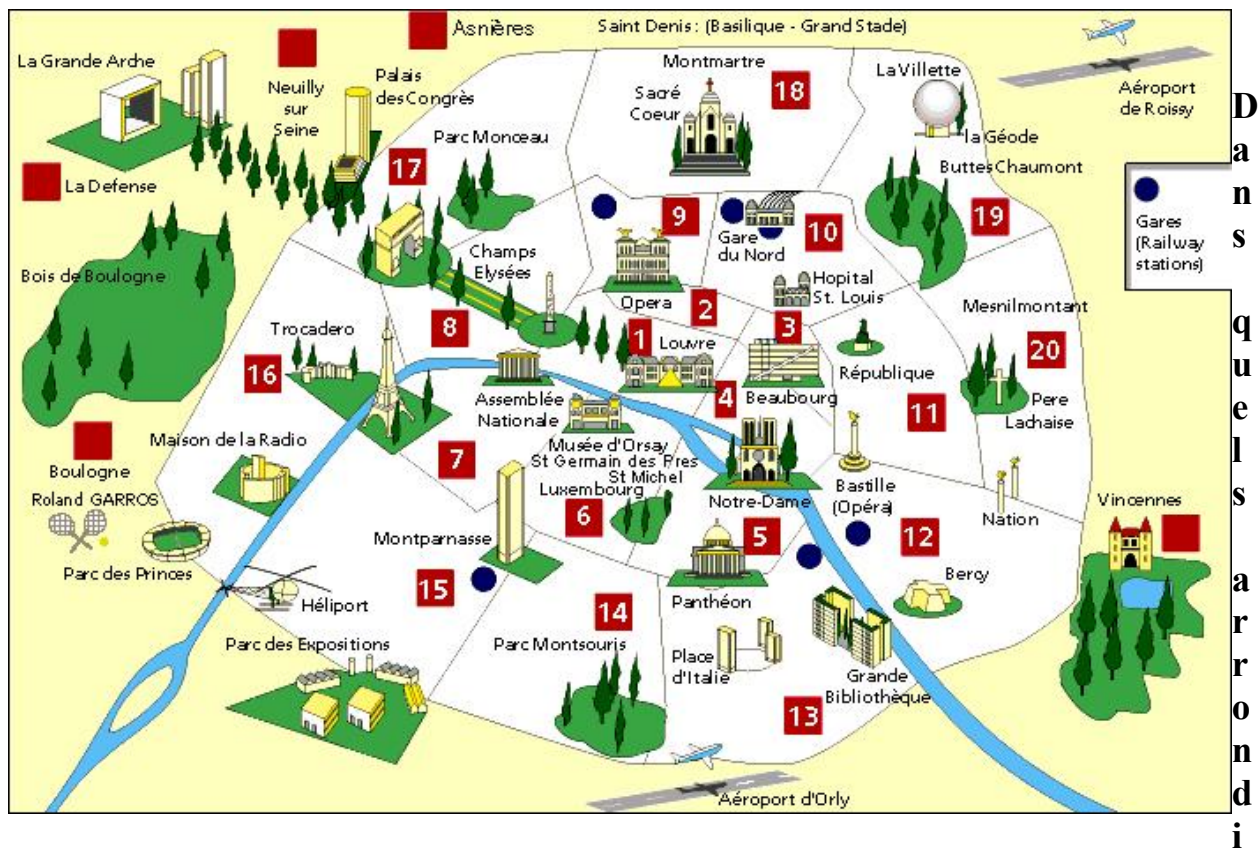 Asnières
Saint Denis : (Basilique - Grand Stade)
La Grande Arche
Neuilly
sur
Seine
Palais
des Congrès
Montmartre
Sacré
Coeur
18
La Villette
Aéroport
de Roissy
la Géode
Parc Monceau
17
Buttes Chaumont
La Defense
9
Gare
du Nord
10
19
Gares
(Railway
stations)
Champs
Elysées
Bois de Boulogne
Opera
2
Hopital
St. Louis
Mesnilmontant
Trocadero
8
1
Louvre
3
20
16
République
Assemblée
Nationale
4
Beaubourg
11
Pere
Lachaise
Maison de la Radio
Boulogne
7
Musée d'Orsay
St Germain des Pres
St Michel
Luxembourg
Notre-Dame
Bastille
(Opéra)
Nation
Vincennes
Roland GARROS
6
Montparnasse
5
12
Parc des Princes
Bercy
15
Héliport
Panthéon
14
Parc des Expositions
Parc Montsouris
Place
d'Italie
Grande
Bibliothèque
13
Aéroport d'Orly
D
a
n
s
q
u
e
l
s
a
r
r
o
n
d
i